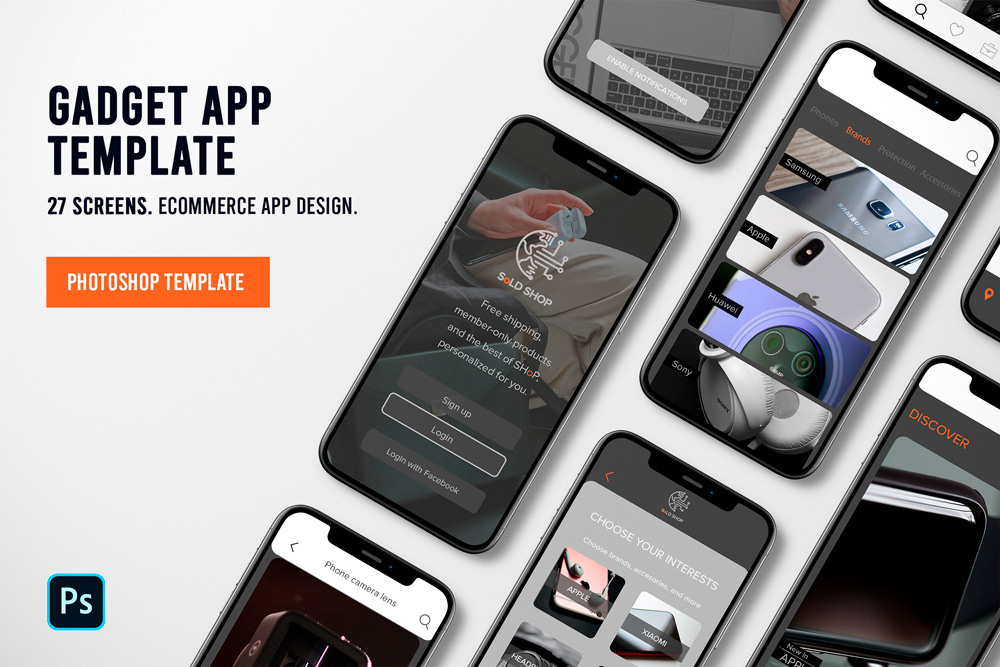 GADGET APP
TEMPLATE
27 SCREENS. ECOMMERCE APP DESIGN.
PHOTOSHOP TEMPLATE
Ps
ENABLE NOTIFICATIONS
SoLD SHOP
Free shipping,
member-only products
and the best of SHoP,
personalized for you.
Sign up
Login
Login with Facebook
Phones Brands Protection Accessories
Samsung
SAMSUNG
Apple
Huawei
Sony
SONY
DISCOVER
New in
APPL
SoLD SHOP
CHOOSE YOUR INTERESTS
Choose brands, accesories, and more
APPLE
XIAOMI
HEADP
Phone camera lens